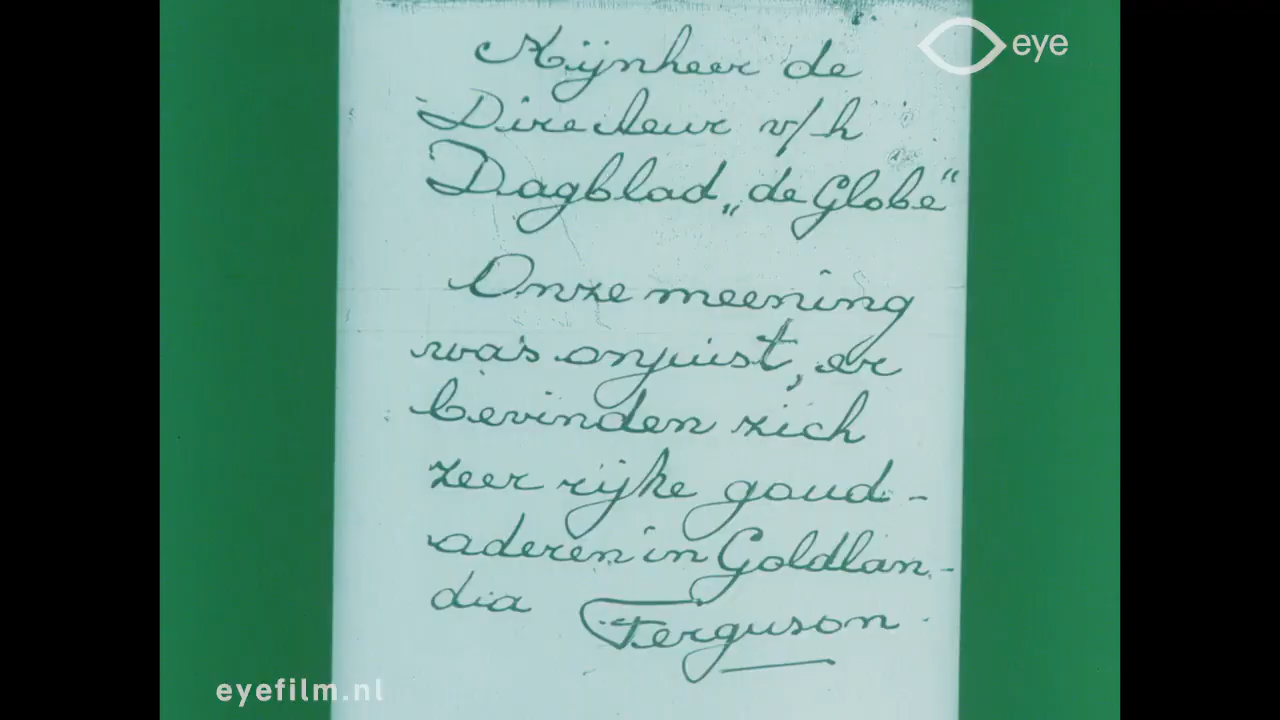 eye
Mijnheer de
Directeur v/h
Dagblad „de Globe“
Onze meening
was onjuist, er
bevinden zich
zeer rijke goud-
aderen in Goldlan-
dia Ferguson.
eyefilm.nl